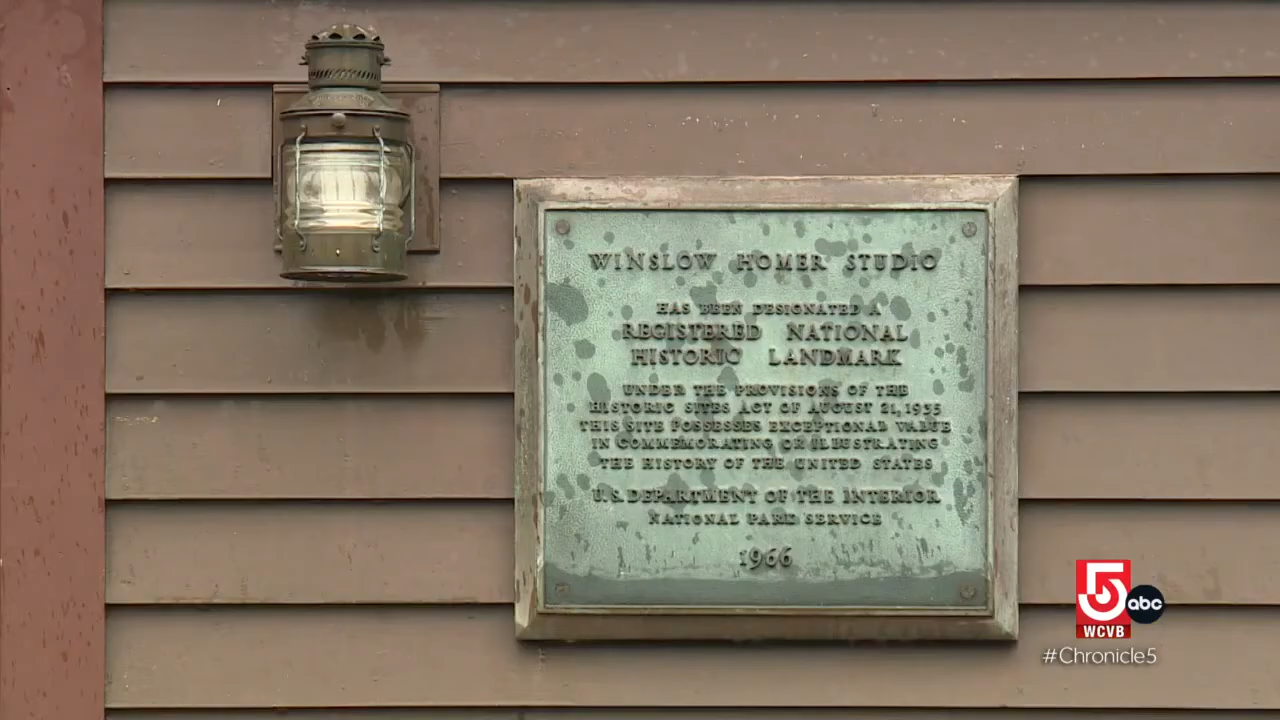 WINSLOW HOMER STUDIO
HAS BEEN DESIGNATED A
REGISTERED NATIONAL
HISTORIC LANDMARK
UNDER THE PROVISIONS OF THE
HISTORIC SITES ACT OF AUGUST 21, 1935
THIS SITE POSSESSES EXCEPTIONAL VALUE
IN COMMEMORATING OR ILLUSTRATING
THE HISTORY OF THE UNITED STATES
U.S. DEPARTMENT OF THE INTERIOR
NATIONAL PARK SERVICE
1966
5 abc
WCVB
#Chronicle5